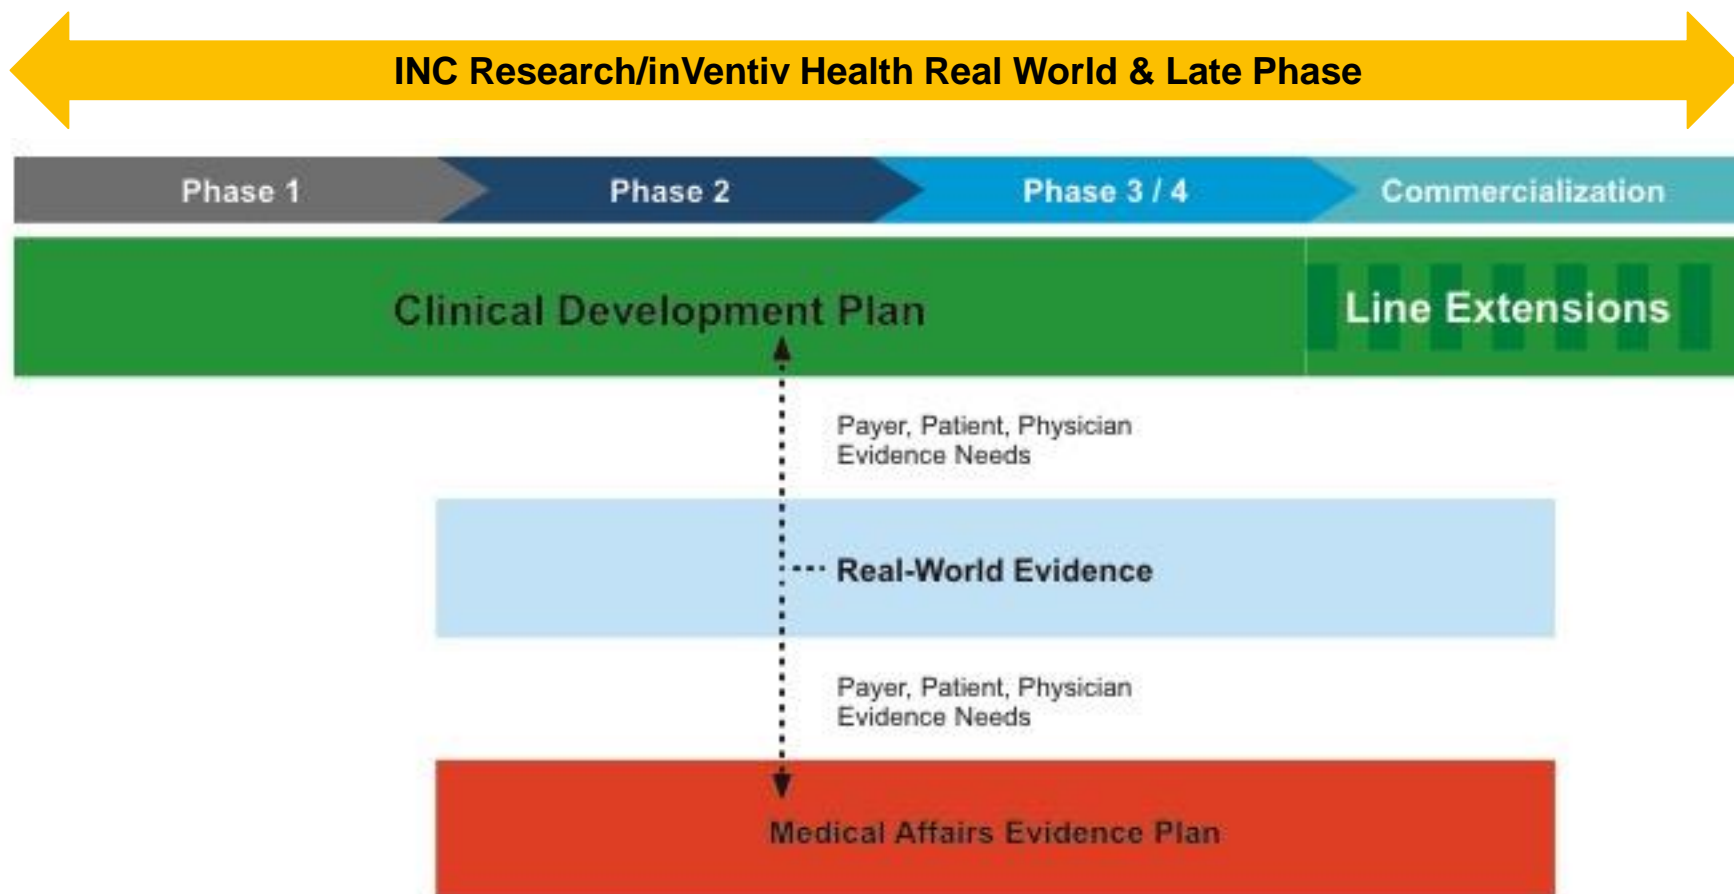 INC Research/inVentiv Health Real World & Late Phase
Phase 1
Phase 2
Phase 3 / 4
Commercialization
Clinical Development Plan
Line Extensions
Payer, Patient, Physician
Evidence Needs
Real-World Evidence
Payer, Patient, Physician
Evidence Needs
Medical Affairs Evidence Plan